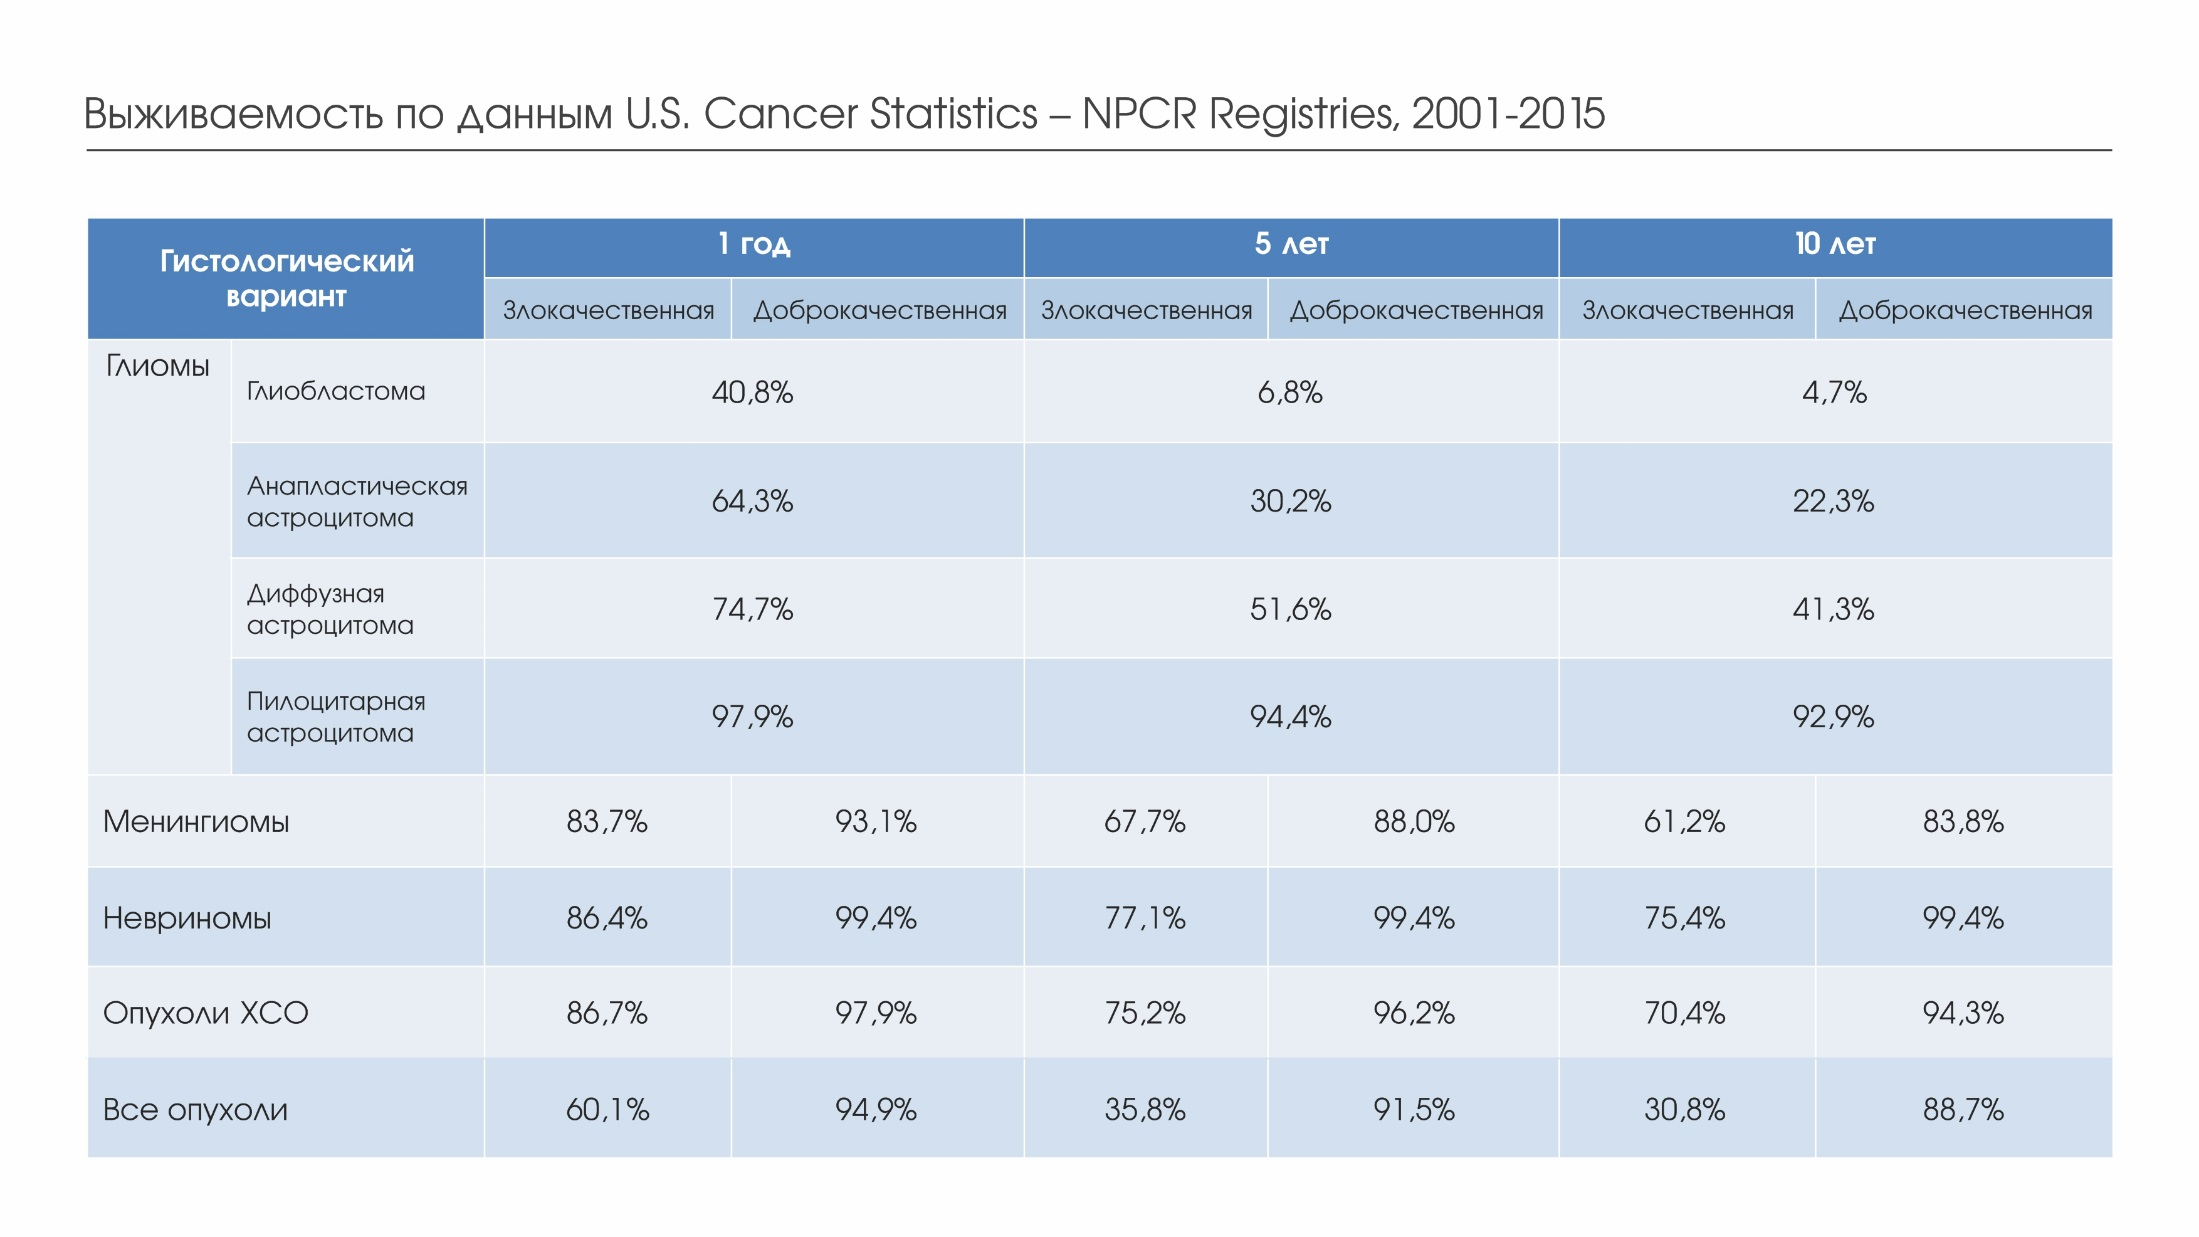 Выживаемость по данным U.S. Cancer Statistics – NPCR Registries, 2001-2015
Гистологический
вариант
1 год
5 лет
10 лет
Злокачественная
Доброкачественная
Злокачественная
Доброкачественная
Злокачественная
Доброкачественная
Глиомы
Глиобластома
40,8%
6,8%
4,7%
Анапластическая
астроцитома
64,3%
30,2%
22,3%
Диффузная
астроцитома
74,7%
51,6%
41,3%
Пилоцитарная
астроцитома
97,9%
94,4%
92,9%
Менингиомы
83,7%
93,1%
67,7%
88,0%
61,2%
83,8%
Невриномы
86,4%
99,4%
77,1%
99,4%
75,4%
99,4%
Опухоли ХСО
86,7%
97,9%
75,2%
96,2%
70,4%
94,3%
Все опухоли
60,1%
94,9%
35,8%
91,5%
30,8%
88,7%